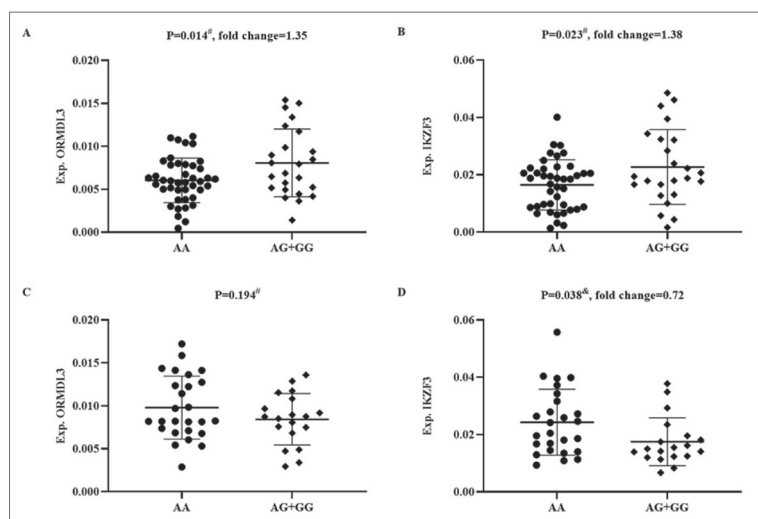 A
P=0.014#, fold change=1.35
0.020
0.015
0.010
0.005
0.000
Exp. ORMDL3
AA
AG+GG
B
P=0.023#, fold change=1.38
0.06
0.04
0.02
0.00
Exp. IKZF3
AA
AG+GG
C
P=0.194#
0.020
0.015
0.010
0.005
0.000
Exp. ORMDL3
AA
AG+GG
D
P=0.038&, fold change=0.72
0.06
0.04
0.02
0.00
Exp. IKZF3
AA
AG+GG